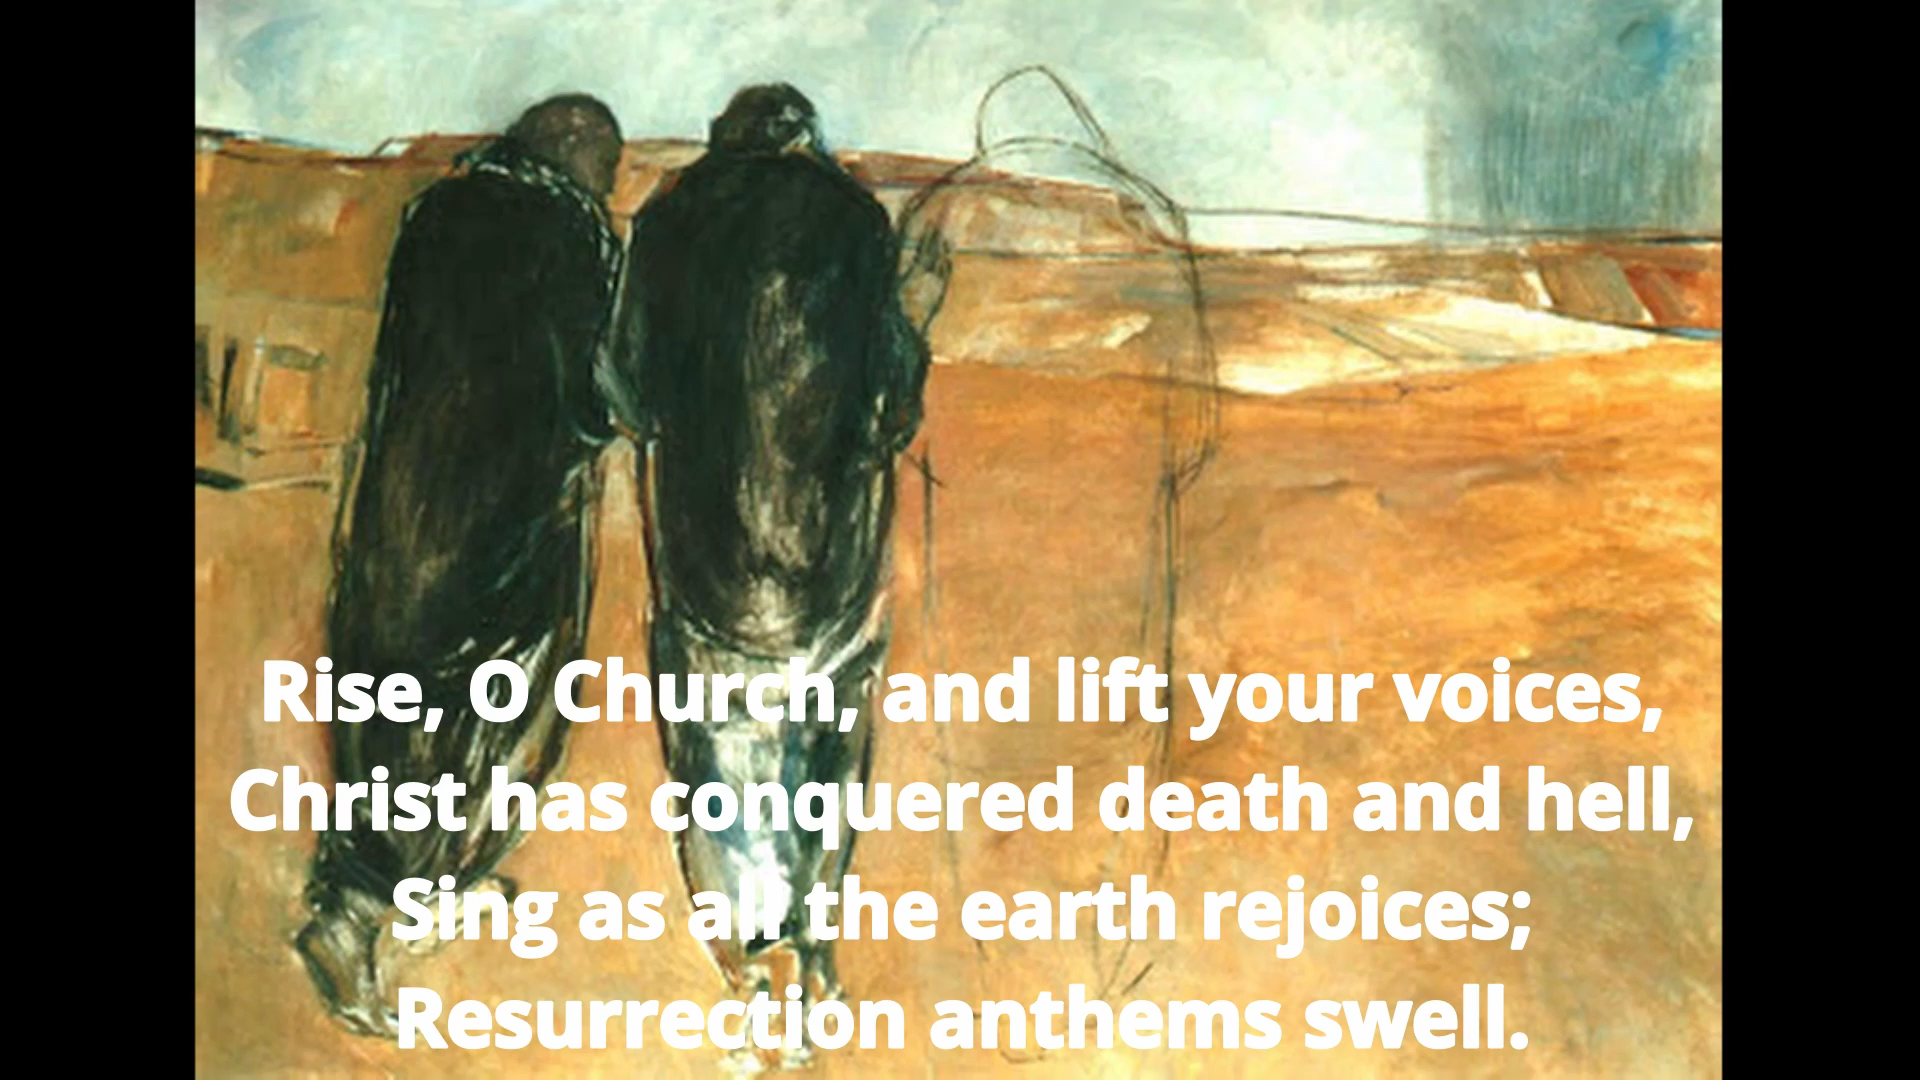 Rise, O Church, and lift your voices,
Christ has conquered death and hell,
Sing as all the earth rejoices;
Resurrection anthems swell.